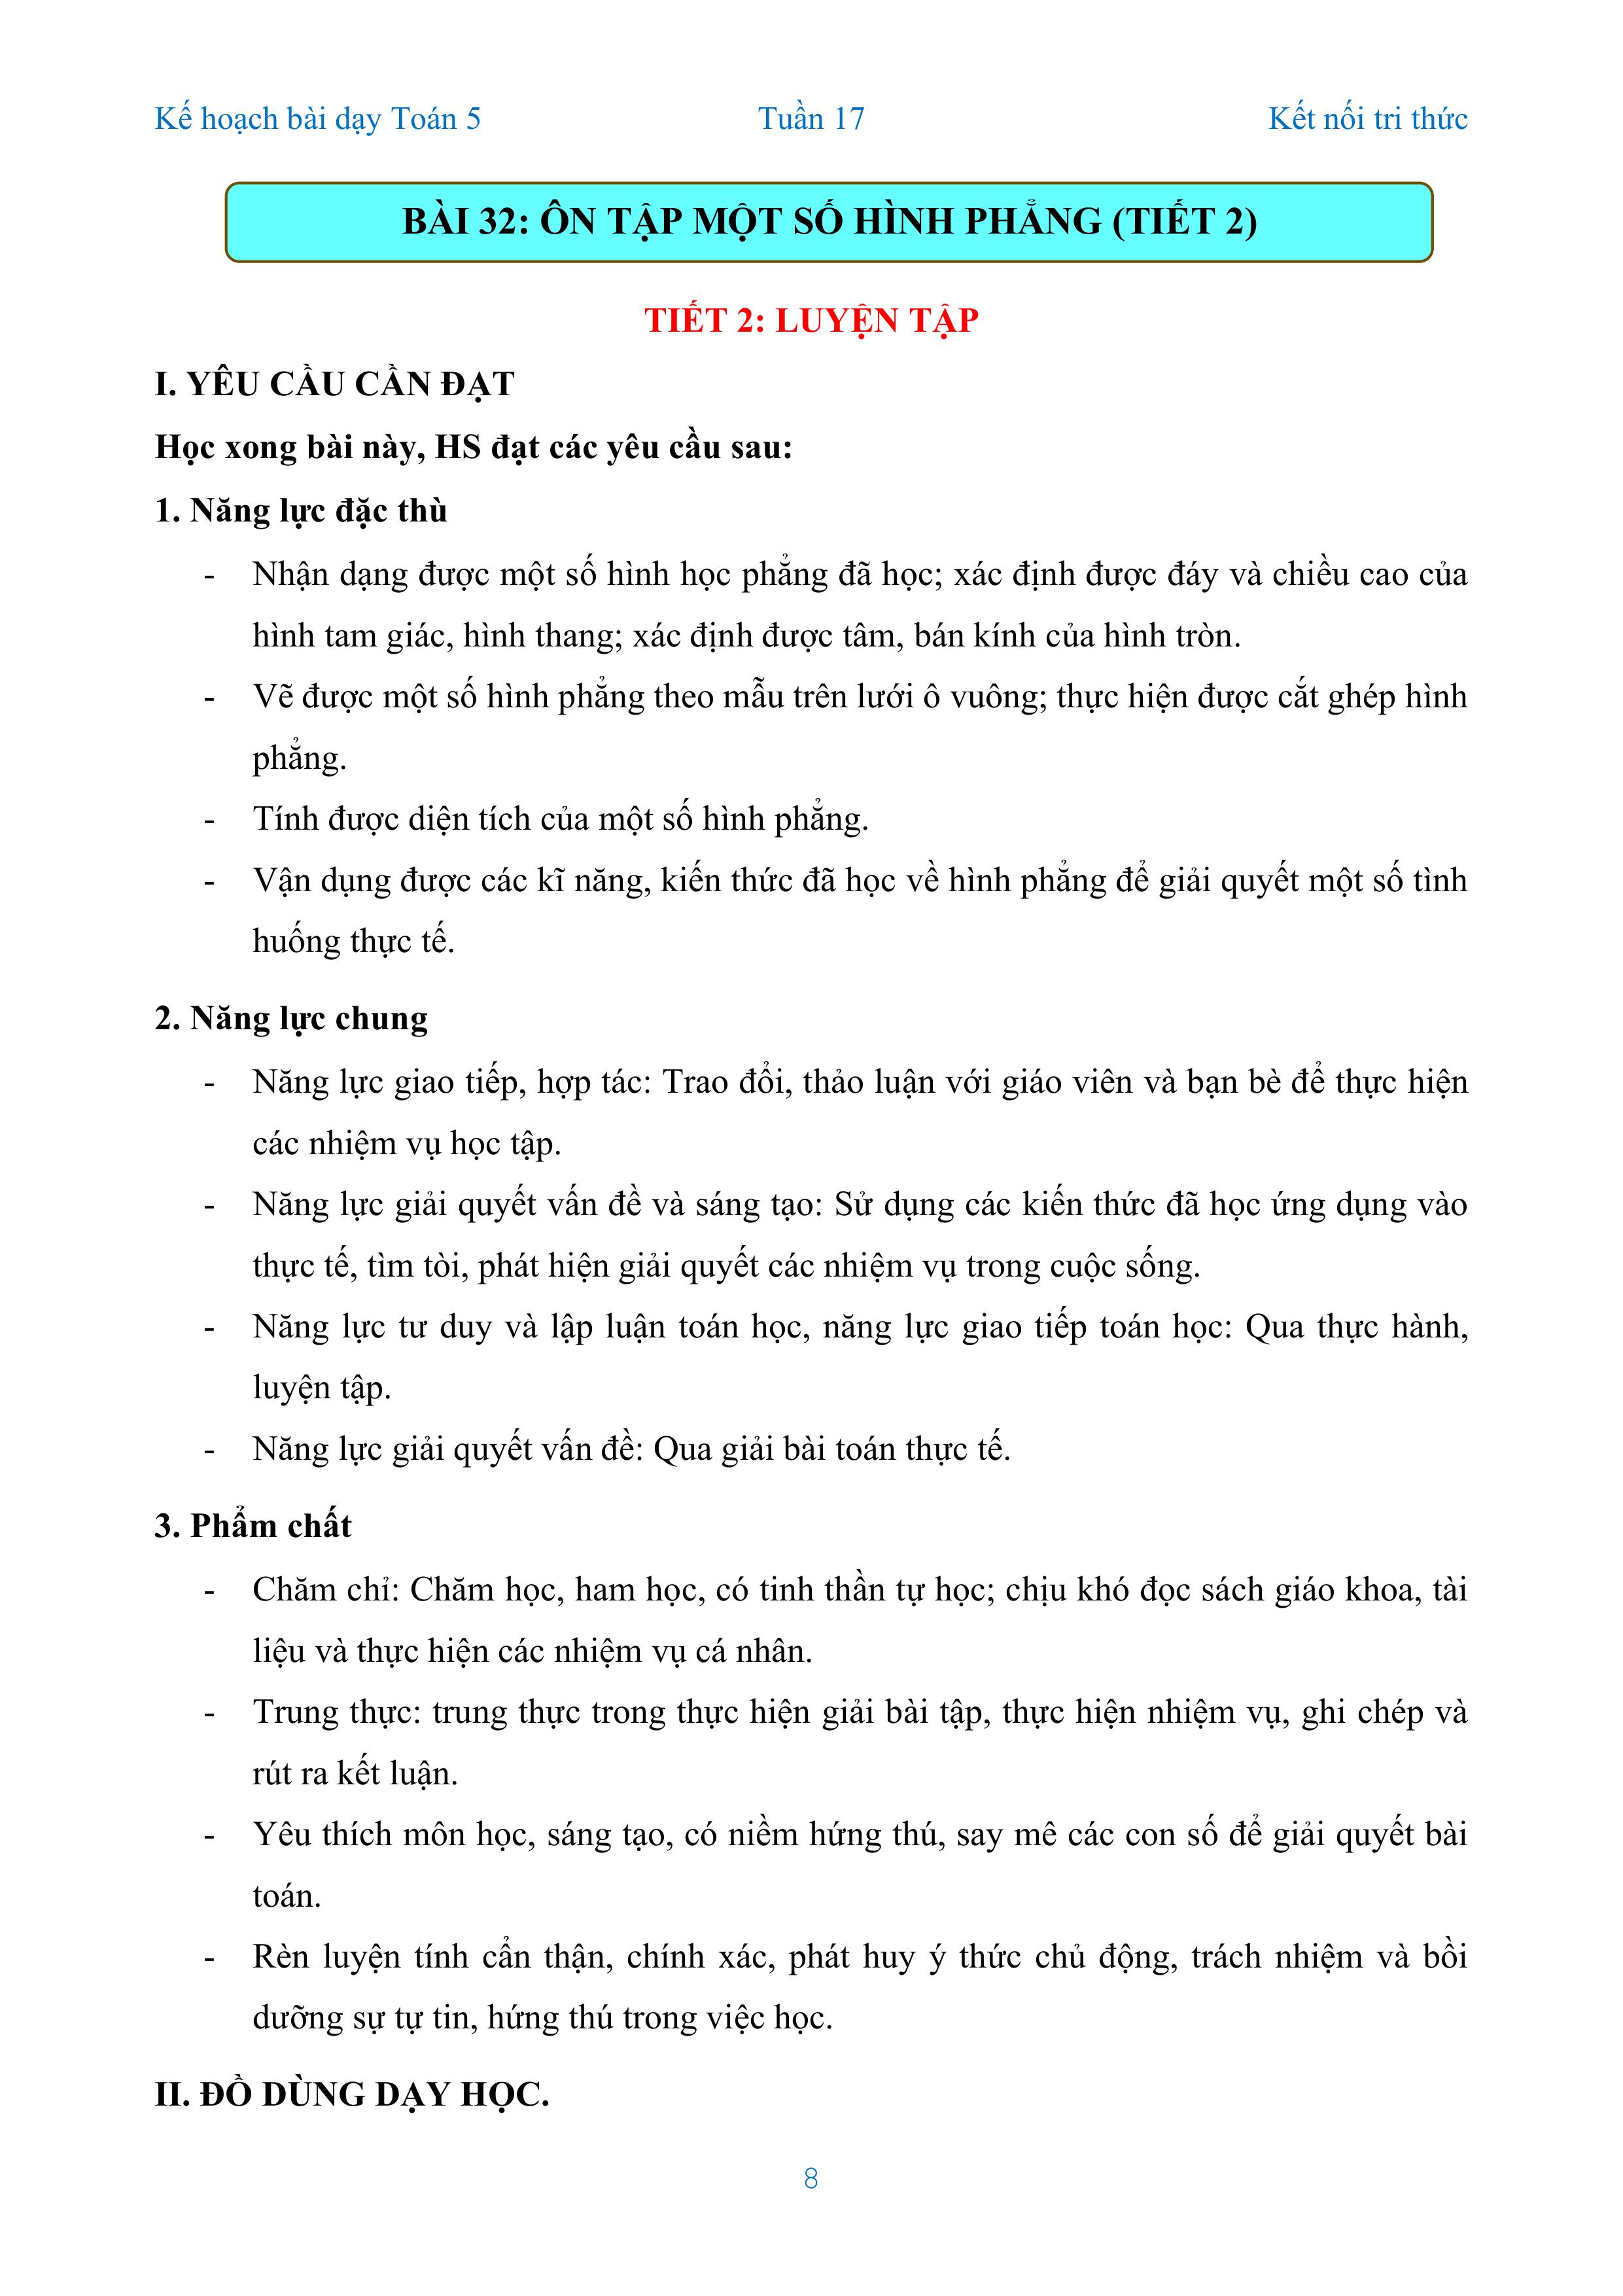 Kế hoạch bài dạy Toán 5 Tuần 17 Kết nối tri thức
BÀI 32: ÔN TẬP MỘT SỐ HÌNH PHẲNG (TIẾT 2)
TIẾT 2: LUYỆN TẬP
I. YÊU CẦU CẦN ĐẠT
Học xong bài này, HS đạt các yêu cầu sau:
1. Năng lực đặc thù
- Nhận dạng được một số hình học phẳng đã học; xác định được đáy và chiều cao của
hình tam giác, hình thang; xác định được tâm, bán kính của hình tròn.
- Vẽ được một số hình phẳng theo mẫu trên lưới ô vuông; thực hiện được cắt ghép hình
phẳng.
- Tính được diện tích của một số hình phẳng.
- Vận dụng được các kĩ năng, kiến thức đã học về hình phẳng để giải quyết một số tình
huống thực tế.
2. Năng lực chung
- Năng lực giao tiếp, hợp tác: Trao đổi, thảo luận với giáo viên và bạn bè để thực hiện
các nhiệm vụ học tập.
- Năng lực giải quyết vấn đề và sáng tạo: Sử dụng các kiến thức đã học ứng dụng vào
thực tế, tìm tòi, phát hiện giải quyết các nhiệm vụ trong cuộc sống.
- Năng lực tư duy và lập luận toán học, năng lực giao tiếp toán học: Qua thực hành,
luyện tập.
- Năng lực giải quyết vấn đề: Qua giải bài toán thực tế.
3. Phẩm chất
- Chăm chỉ: Chăm học, ham học, có tinh thần tự học; chịu khó đọc sách giáo khoa, tài
liệu và thực hiện các nhiệm vụ cá nhân.
- Trung thực: trung thực trong thực hiện giải bài tập, thực hiện nhiệm vụ, ghi chép và
rút ra kết luận.
- Yêu thích môn học, sáng tạo, có niềm hứng thú, say mê các con số để giải quyết bài
toán.
- Rèn luyện tính cẩn thận, chính xác, phát huy ý thức chủ động, trách nhiệm và bồi
dưỡng sự tự tin, hứng thú trong việc học.
II. ĐỒ DÙNG DẠY HỌC.
8